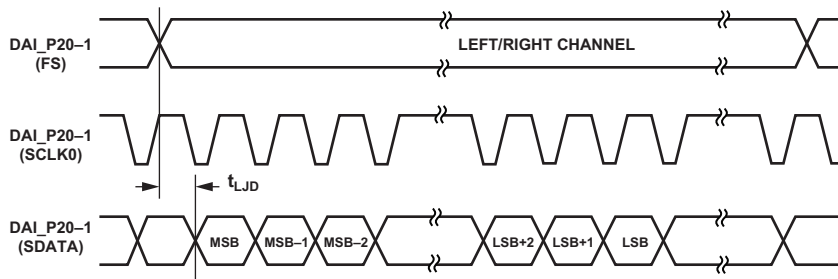 DAI_P20–1
(FS)
LEFT/RIGHT CHANNEL
DAI_P20–1
(SCLK0)
tLJD
DAI_P20–1
(SDATA)
MSB
MSB–1
MSB–2
LSB+2
LSB+1
LSB